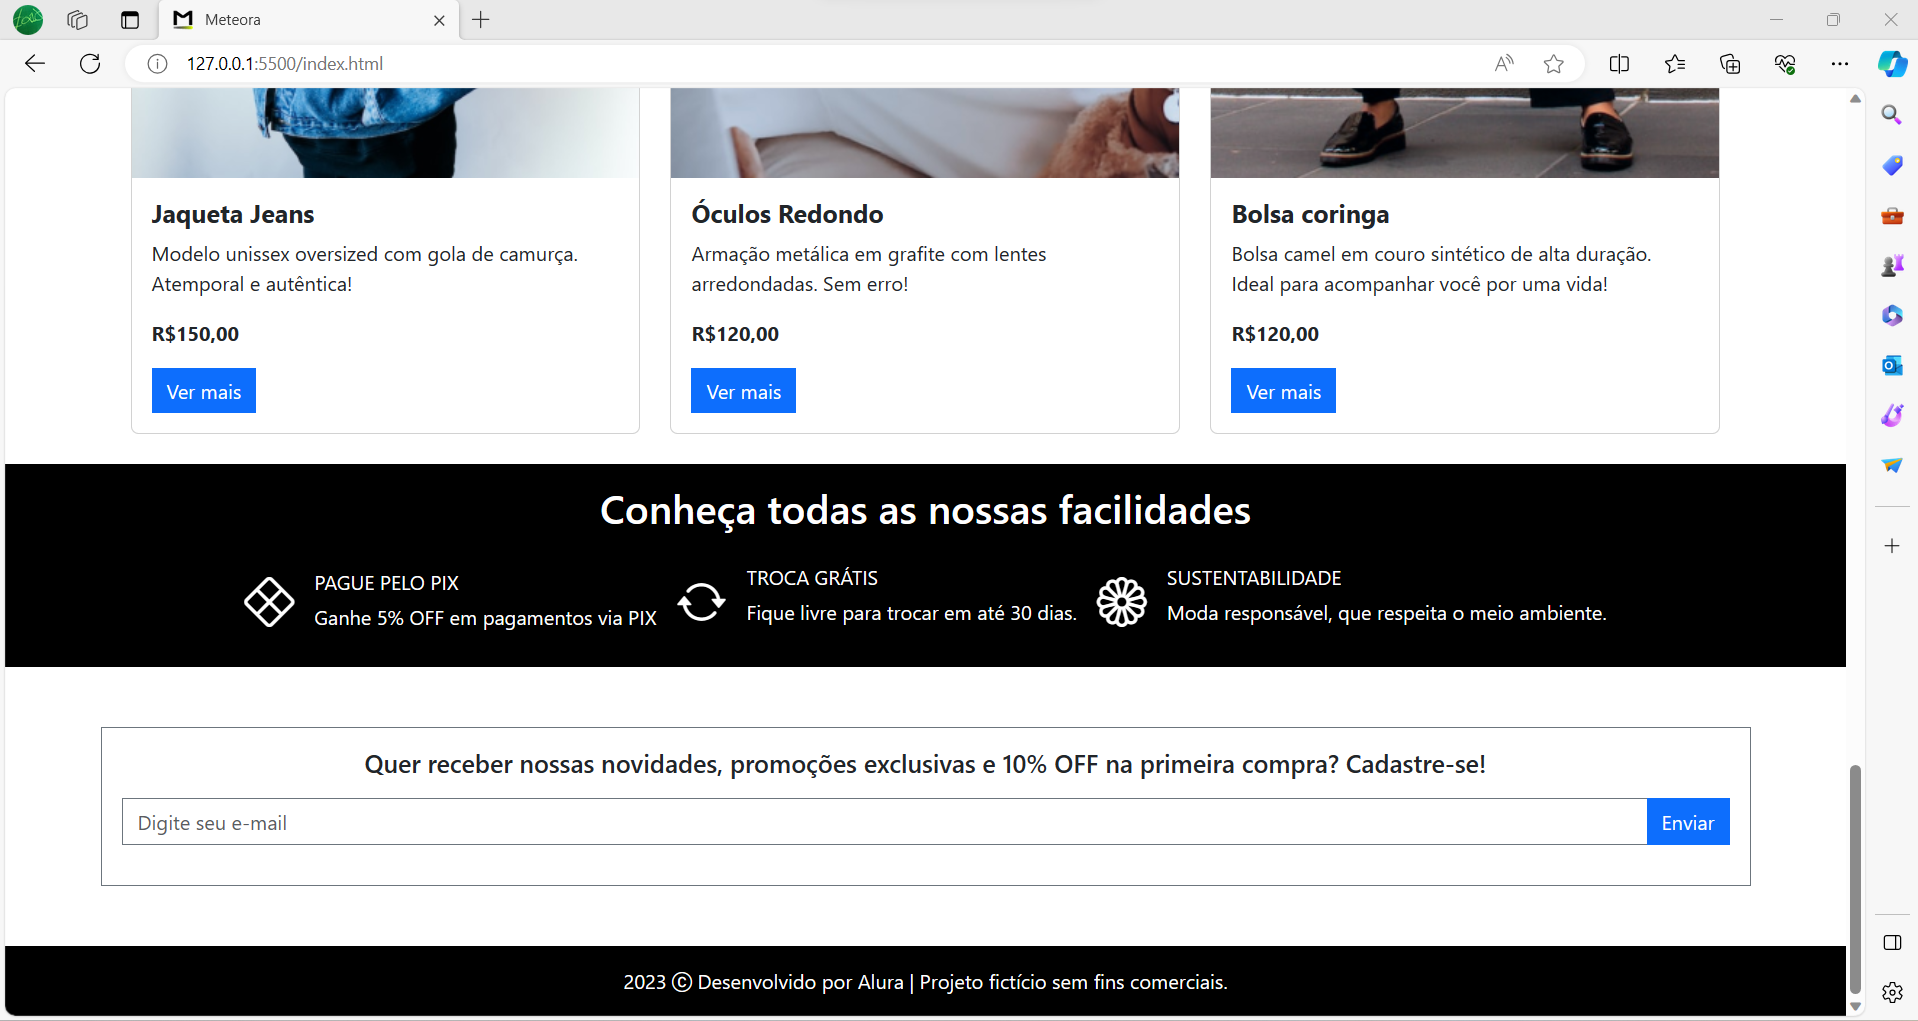 Meteora
127.0.0.1:5500/index.html
Jaqueta Jeans
Modelo unissex oversized com gola de camurça.
Atemporal e autêntica!
R$150,00
Ver mais
Óculos Redondo
Armação metálica em grafite com lentes
arredondadas. Sem erro!
R$120,00
Ver mais
Bolsa coringa
Bolsa camel em couro sintético de alta duração.
Ideal para acompanhar você por uma vida!
R$120,00
Ver mais
Conheça todas as nossas facilidades
PAGUE PELO PIX
Ganhe 5% OFF em pagamentos via PIX
TROCA GRÁTIS
Fique livre para trocar em até 30 dias.
SUSTENTABILIDADE
Moda responsável, que respeita o meio ambiente.
Quer receber nossas novidades, promoções exclusivas e 10% OFF na primeira compra? Cadastre-se!
Digite seu e-mail
Enviar
2023 © Desenvolvido por Alura | Projeto fictício sem fins comerciais.